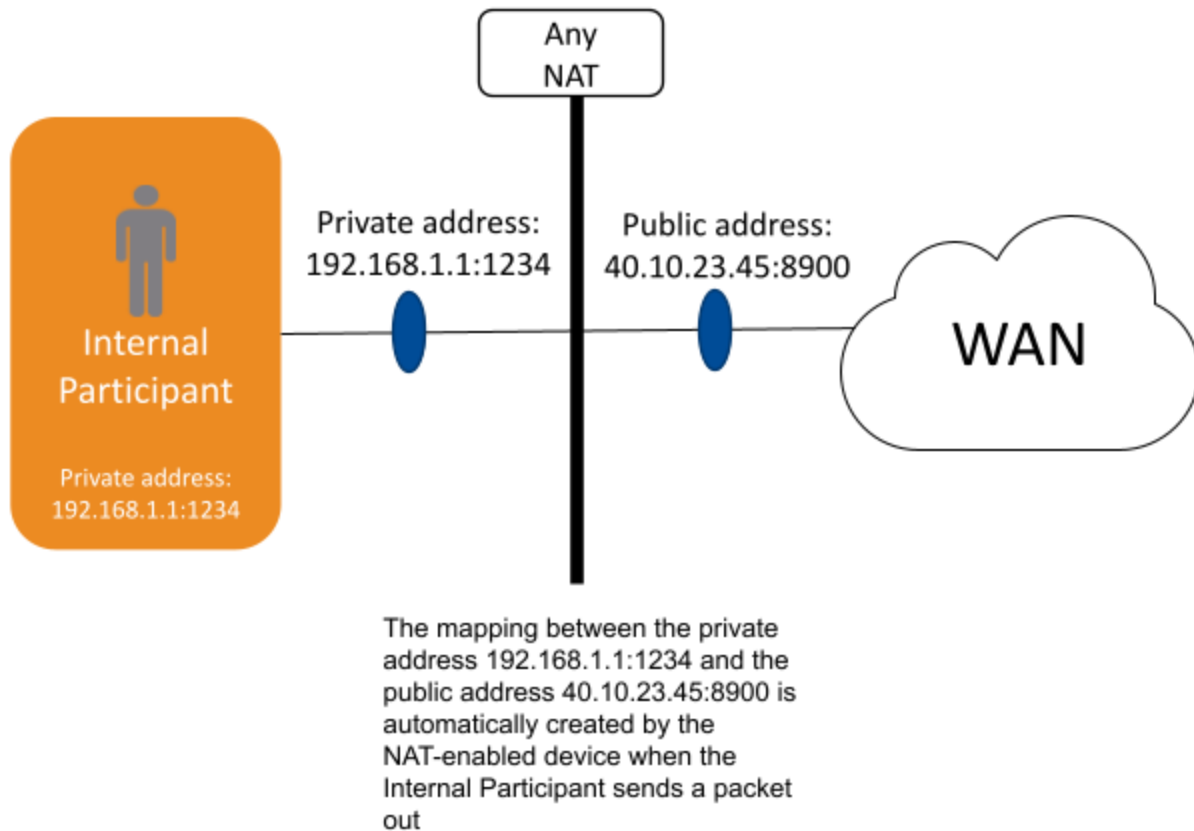 Any
NAT
Private address:
192.168.1.1:1234
Public address:
40.10.23.45:8900
Internal
Participant
Private address:
192.168.1.1:1234
WAN
The mapping between the private
address 192.168.1.1:1234 and the
public address 40.10.23.45:8900 is
automatically created by the
NAT-enabled device when the
Internal Participant sends a packet
out